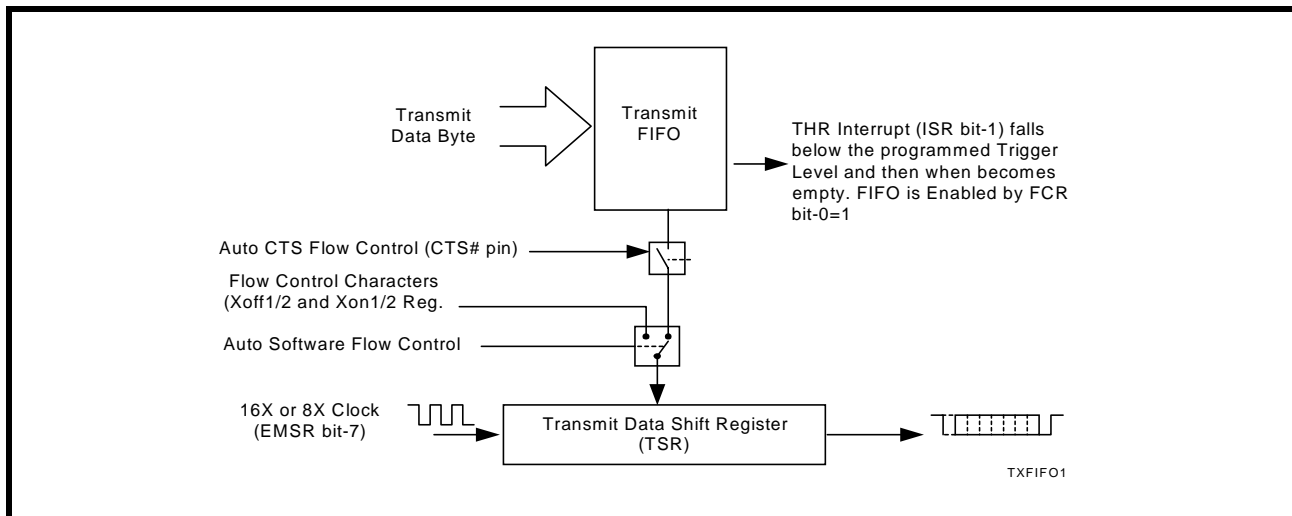 Transmit
Data Byte
Transmit
FIFO
THR Interrupt (ISR bit-1) falls
below the programmed Trigger
Level and then when becomes
empty. FIFO is Enabled by FCR
bit-0=1
Auto CTS Flow Control (CTS# pin)
Flow Control Characters
(Xoff1/2 and Xon1/2 Reg.
Auto Software Flow Control
16X or 8X Clock
(EMSR bit-7)
Transmit Data Shift Register
(TSR)
TXFIFO1